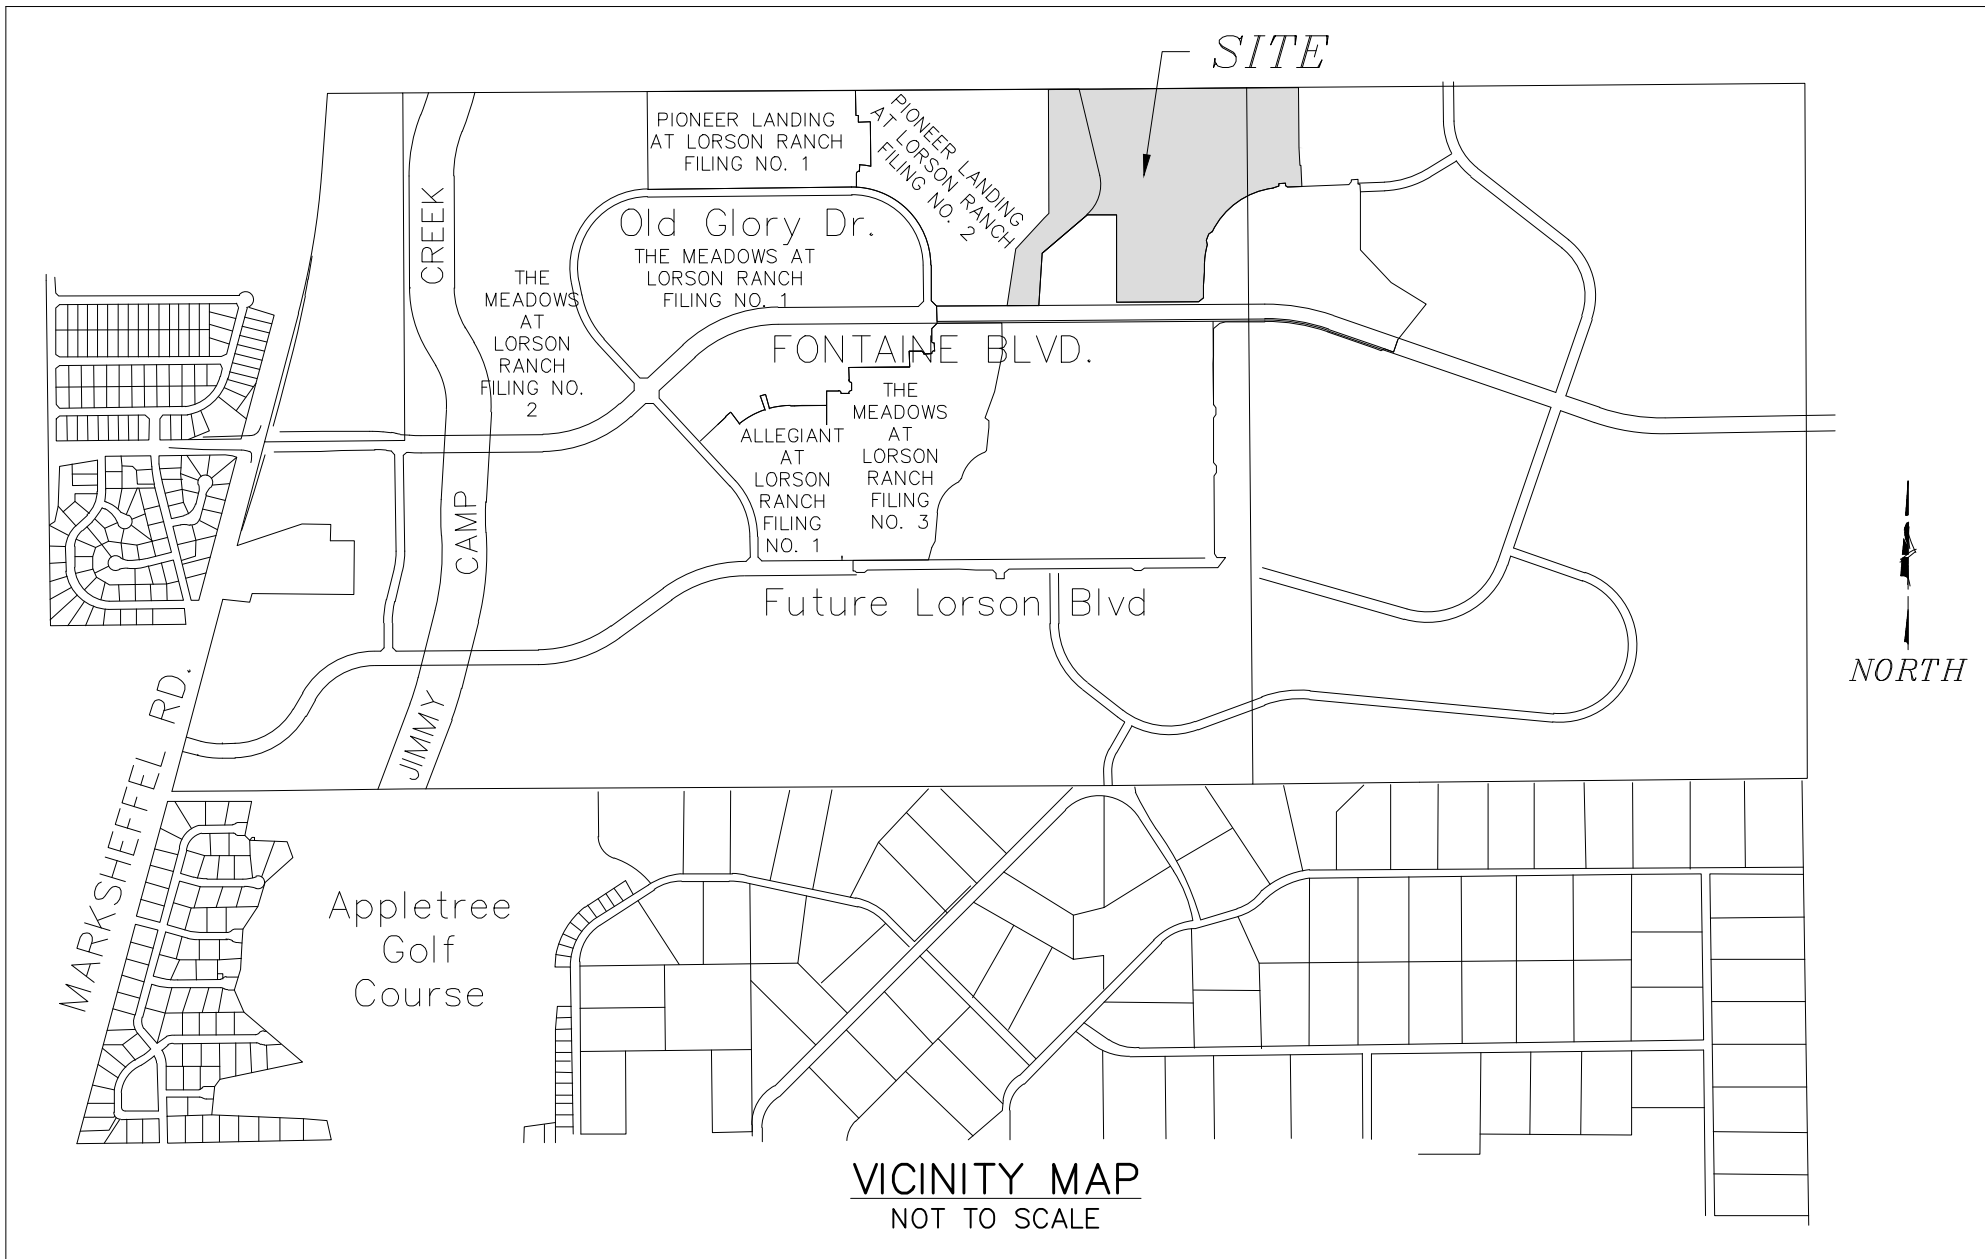 SITE
PIONEER LANDING
AT LORSON RANCH
FILING NO. 1
PIONEER LANDING
AT LORSON RANCH
FILING NO. 2
Old Glory Dr.
THE MEADOWS AT
LORSON RANCH
FILING NO. 1
CREEK
THE
MEADOWS
AT
LORSON
RANCH
FILING NO.
2
FONTAINE BLVD.
THE
MEADOWS
AT
LORSON
RANCH
FILING
NO. 3
ALLEGIANT
AT
LORSON
RANCH
FILING
NO. 1
CAMP
Future Lorson Blvd
JIMMY
NORTH
MARKSHEFFEL RD.
Appletree
Golf
Course
VICINITY MAP
NOT TO SCALE